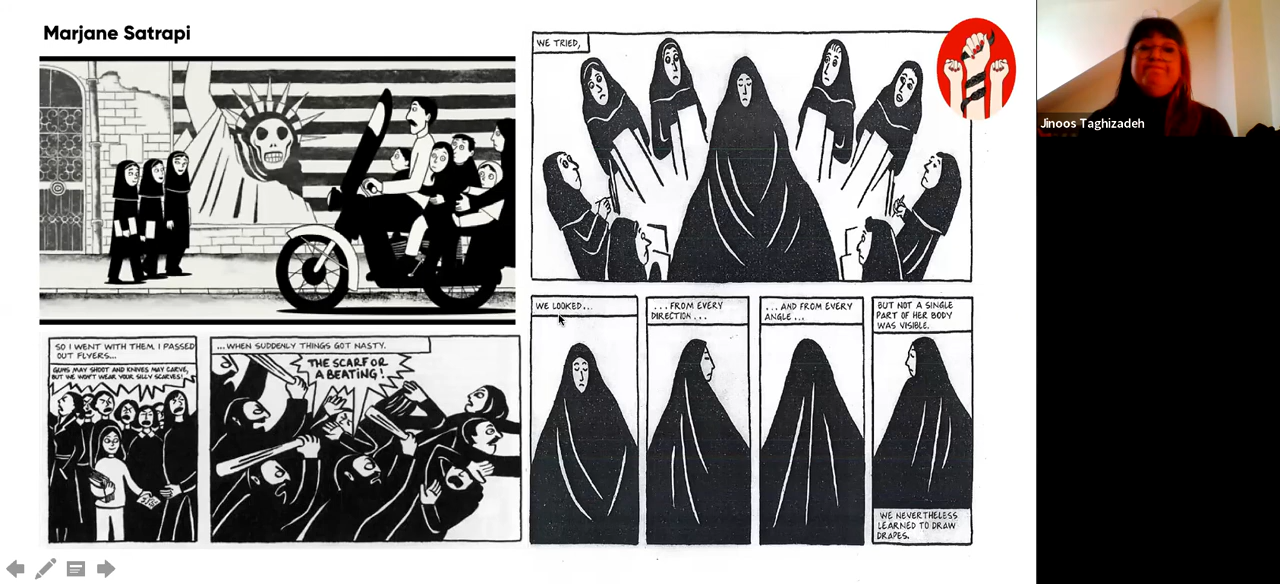 Marjane Satrapi
SO I WENT WITH THEM. I PASSED
OUT FLYERS...
GUNS MAY SHOOT AND KNIVES MAY CARVE,
BUT WE WON'T WEAR YOUR SILLY SCARVES!
...WHEN SUDDENLY THINGS GOT NASTY.
THE SCARF OR
A BEATING!
WE TRIED,
WE LOOKED...
...FROM EVERY
DIRECTION...
...AND FROM EVERY
ANGLE...
BUT NOT A SINGLE
PART OF HER BODY
WAS VISIBLE.
WE NEVERTHELESS
LEARNED TO DRAW
DRAPES.
Jinoos Taghizadeh